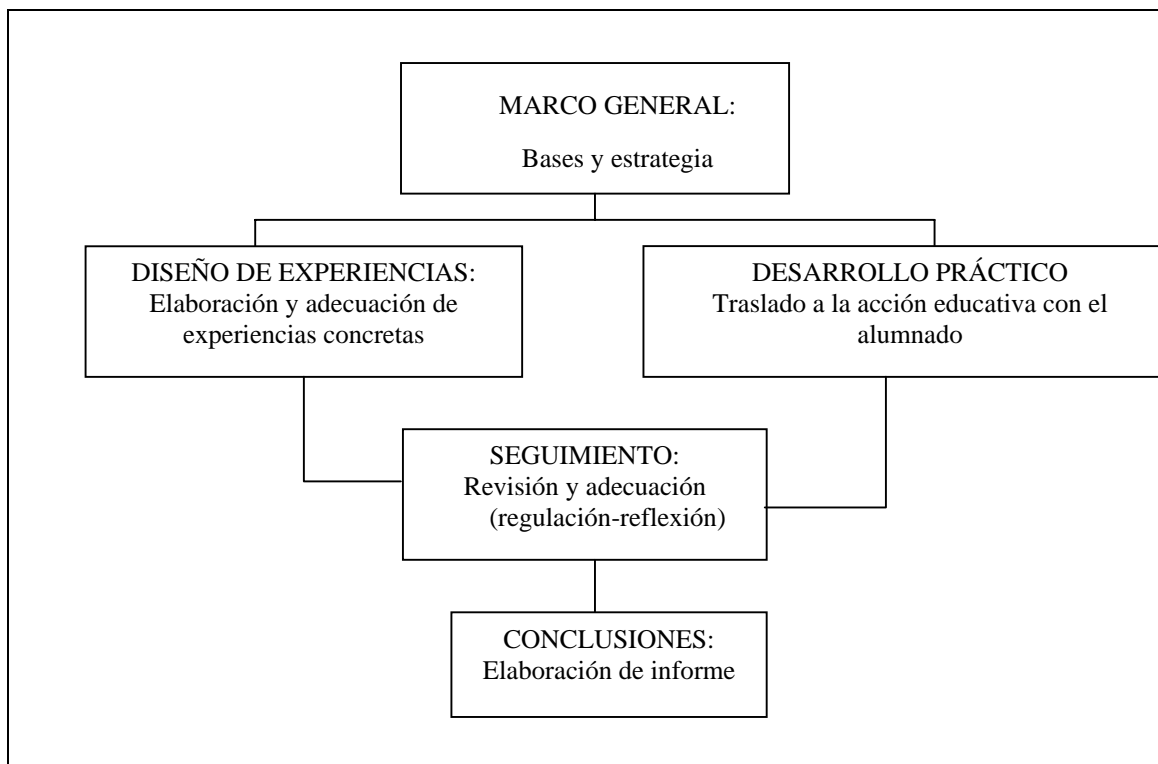 MARCO GENERAL:
Bases y estrategia
DISEÑO DE EXPERIENCIAS:
Elaboración y adecuación de
experiencias concretas
DESARROLLO PRÁCTICO
Traslado a la acción educativa con el
alumnado
SEGUIMIENTO:
Revisión y adecuación
(regulación-reflexión)
CONCLUSIONES:
Elaboración de informe